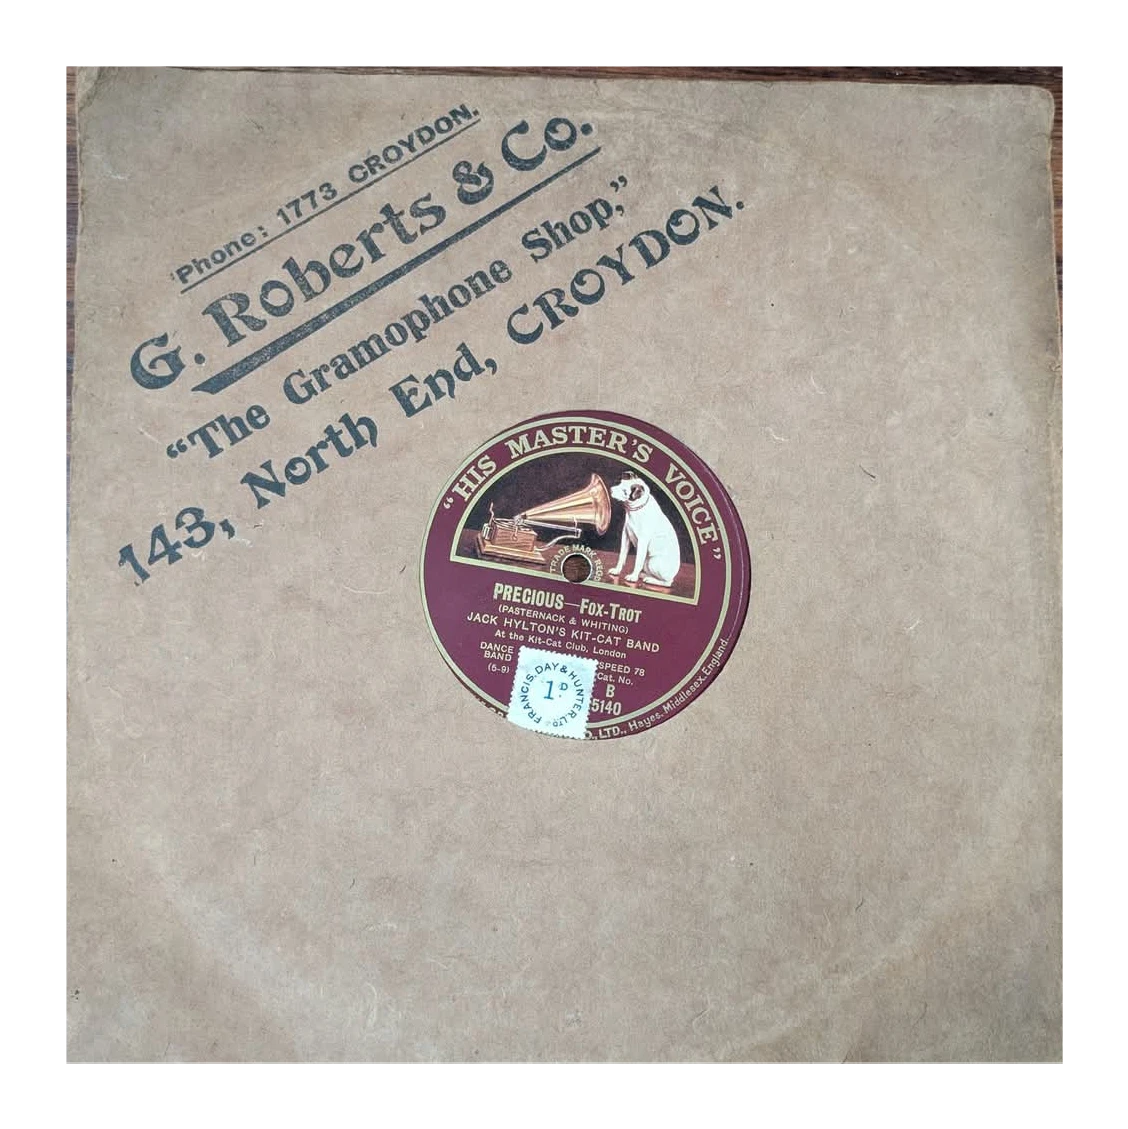 Phone: 1773 CROYDON.
G. Roberts & Co.
"The Gramophone Shop,"
143, North End, CROYDON.
"HIS MASTER'S VOICE"
TRADE MARK REGD
PRECIOUS—FOX-TROT
(PASTERNACK & WHITING)
JACK HYLTON'S KIT-CAT BAND
At the Kit-Cat Club, London
DANCE SPEED 78
BAND Cat. No.
(5-9) B
5140
FRANCIS, DAY & HUNTER, LTD.
1D
LTD., Hayes, Middlesex, England.